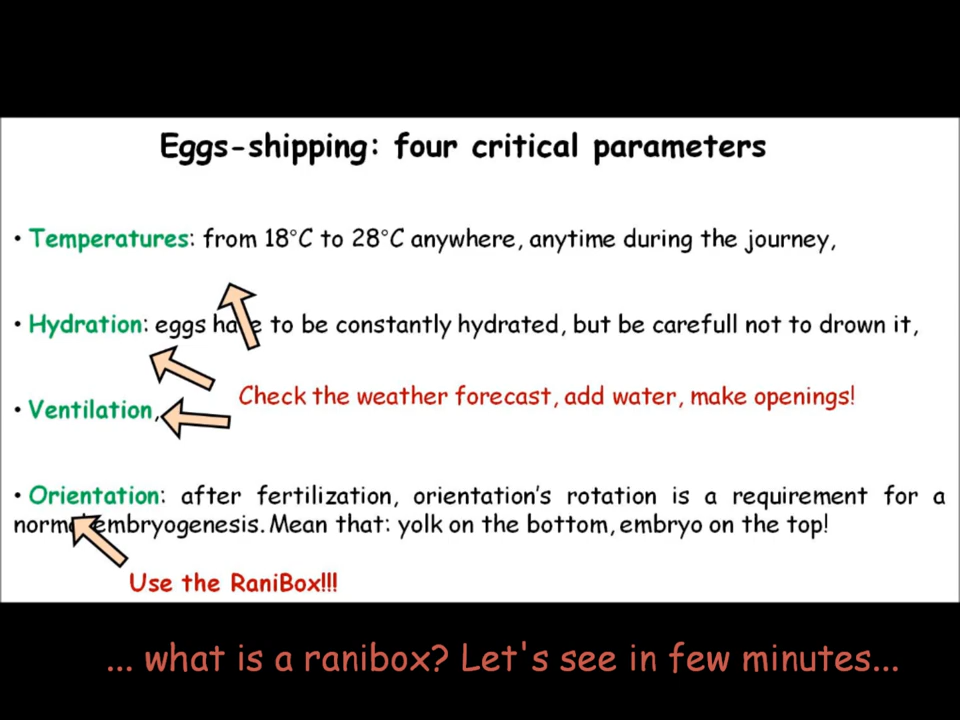 Eggs-shipping: four critical parameters
• Temperatures: from 18°C to 28°C anywhere, anytime during the journey,
• Hydration: eggs have to be constantly hydrated, but be carefull not to drown it,
Check the weather forecast, add water, make openings!
• Ventilation,
• Orientation: after fertilization, orientation's rotation is a requirement for a
normal embryogenesis. Mean that: yolk on the bottom, embryo on the top!
Use the RaniBox!!!
... what is a ranibox? Let's see in few minutes...